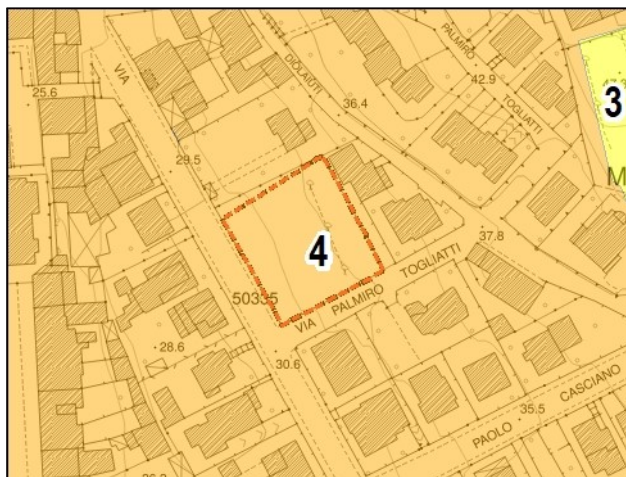 PALMIRO
TOGLIATTI
42.9
3
VIA
DIOLAIUTI
25.6
36.4
29.5
M
4
37.8
TOGLIATTI
PALMIRO
VIA
50335
30.6
28.6
35.5
CASCIANO
PAOLO